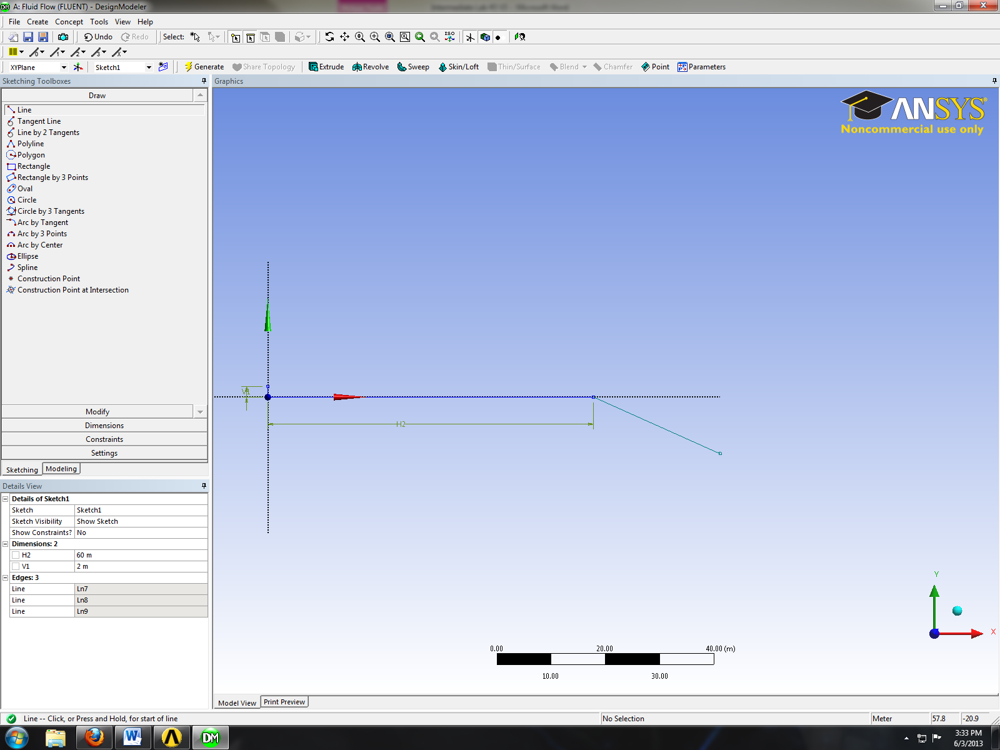 A: Fluid Flow (FLUENT) - DesignModeler
File Create Concept Tools View Help
Undo Redo Select: ISO
XYPlane Sketch1 Generate Share Topology Extrude Revolve Sweep Skin/Loft Thin/Surface Blend Chamfer Point Parameters
Sketching Toolboxes
Draw
Line
Tangent Line
Line by 2 Tangents
Polyline
Polygon
Rectangle
Rectangle by 3 Points
Oval
Circle
Circle by 3 Tangents
Arc by Tangent
Arc by 3 Points
Arc by Center
Ellipse
Spline
Construction Point
Construction Point at Intersection
Modify
Dimensions
Constraints
Settings
Sketching Modeling
Details View
Details of Sketch1
Sketch Sketch1
Sketch Visibility Show Sketch
Show Constraints? No
Dimensions: 2
H2 60 m
V1 2 m
Edges: 3
Line Ln7
Line Ln8
Line Ln9
Graphics
ANSYS
Noncommercial use only
V1
H2
Y
X
0.00 20.00 40.00 (m)
10.00 30.00
Model View Print Preview
Line -- Click, or Press and Hold, for start of line No Selection Meter 57.8 -20.9
DM
3:33 PM
6/3/2013